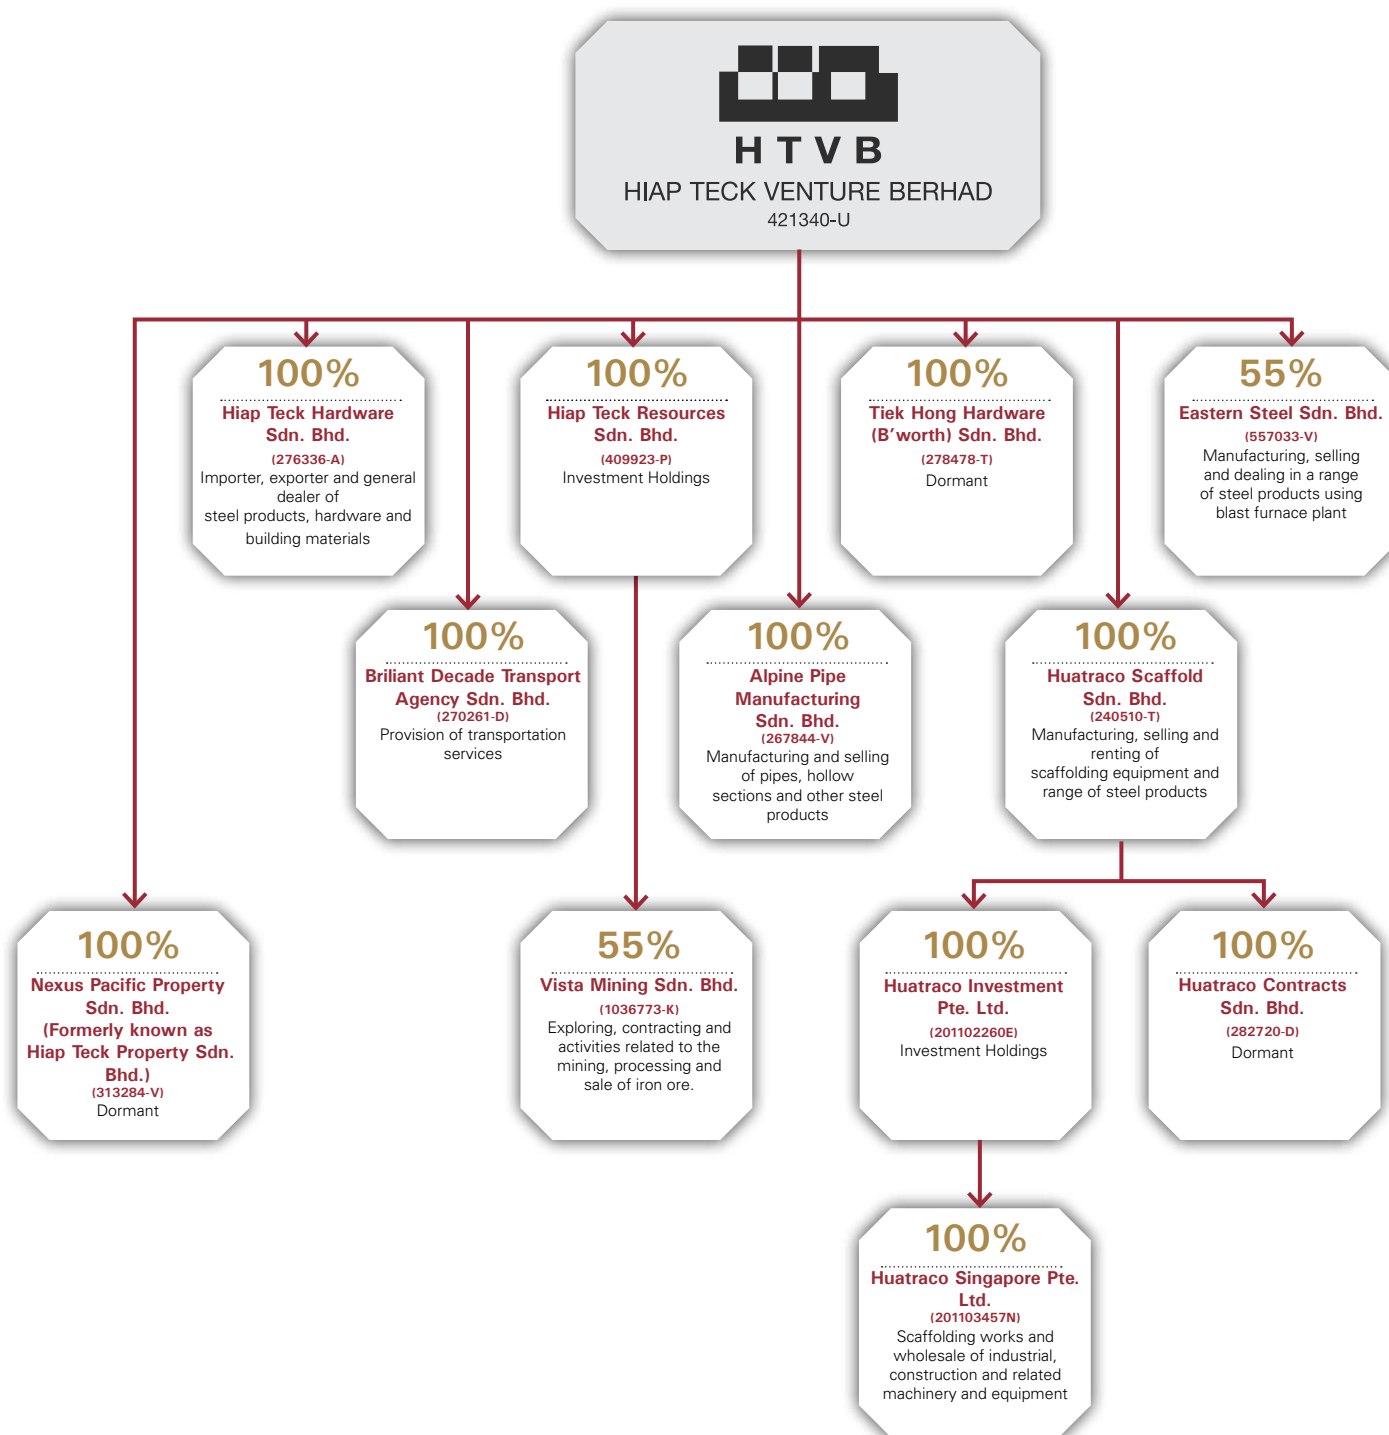 HTVB
HIAP TECK VENTURE BERHAD
421340-U
100%
Hiap Teck Hardware
Sdn. Bhd.
(276336-A)
Importer, exporter and general
dealer of
steel products, hardware and
building materials
100%
Hiap Teck Resources
Sdn. Bhd.
(409923-P)
Investment Holdings
100%
Tiek Hong Hardware
(B’worth) Sdn. Bhd.
(278478-T)
Dormant
55%
Eastern Steel Sdn. Bhd.
(557033-V)
Manufacturing, selling
and dealing in a range
of steel products using
blast furnace plant
100%
Briliant Decade Transport
Agency Sdn. Bhd.
(270261-D)
Provision of transportation
services
100%
Alpine Pipe
Manufacturing
Sdn. Bhd.
(267844-V)
Manufacturing and selling
of pipes, hollow
sections and other steel
products
100%
Huatraco Scaffold
Sdn. Bhd.
(240510-T)
Manufacturing, selling and
renting of
scaffolding equipment and
range of steel products
100%
Nexus Pacific Property
Sdn. Bhd.
(Formerly known as
Hiap Teck Property Sdn.
Bhd.)
(313284-V)
Dormant
55%
Vista Mining Sdn. Bhd.
(1036773-K)
Exploring, contracting and
activities related to the
mining, processing and
sale of iron ore.
100%
Huatraco Investment
Pte. Ltd.
(201102260E)
Investment Holdings
100%
Huatraco Contracts
Sdn. Bhd.
(282720-D)
Dormant
100%
Huatraco Singapore Pte.
Ltd.
(201103457N)
Scaffolding works and
wholesale of industrial,
construction and related
machinery and equipment